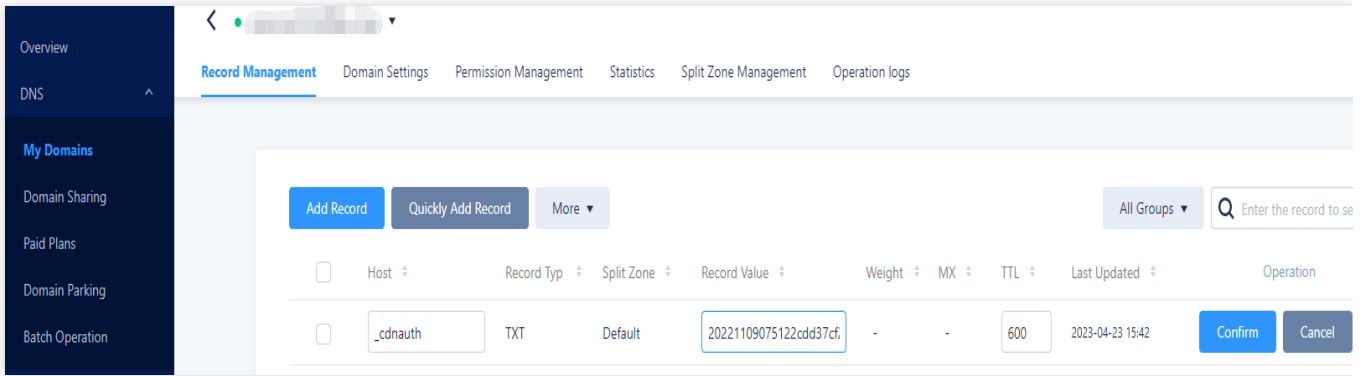 Overview
DNS
My Domains
Domain Sharing
Paid Plans
Domain Parking
Batch Operation
Record Management Domain Settings Permission Management Statistics Split Zone Management Operation logs
Add Record Quickly Add Record More All Groups Enter the record to se
Host Record Typ Split Zone Record Value Weight MX TTL Last Updated Operation
_cdnauth TXT Default 20221109075122cdd37cf. - - 600 2023-04-23 15:42 Confirm Cancel